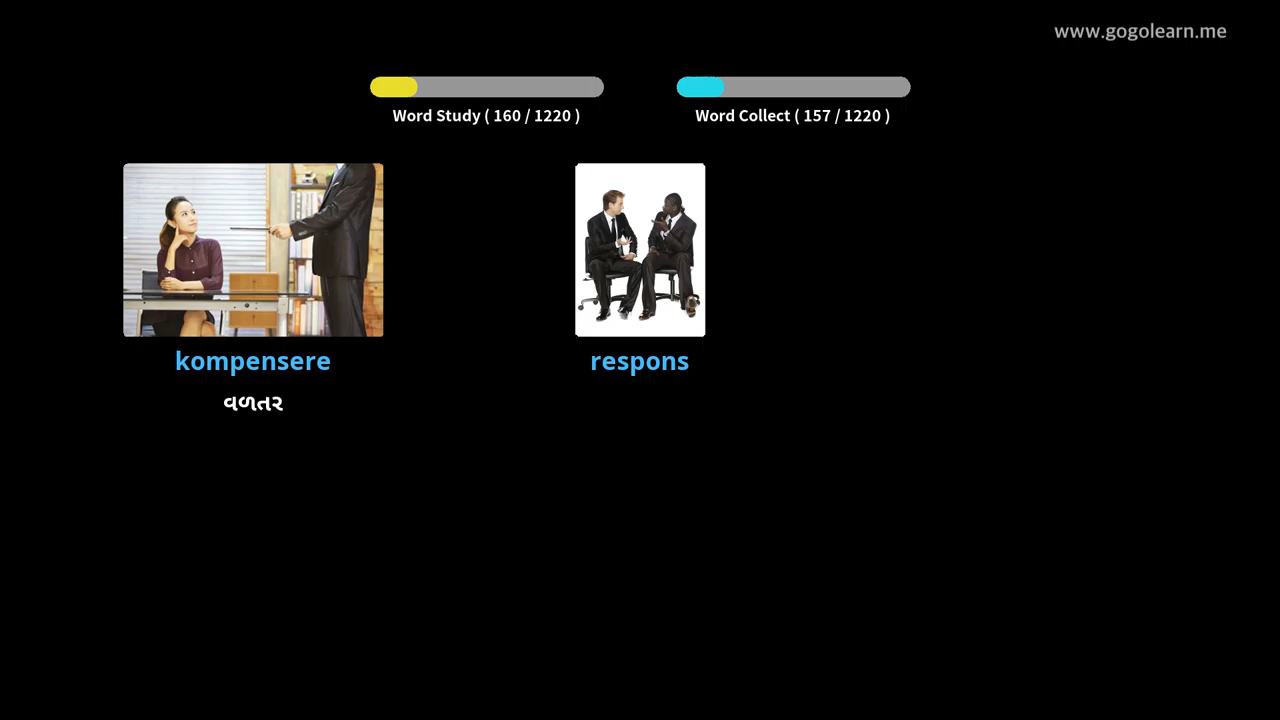 www.gogolearn.me
Word Study ( 160 / 1220 )
Word Collect ( 157 / 1220 )
kompensere
વળતર
respons